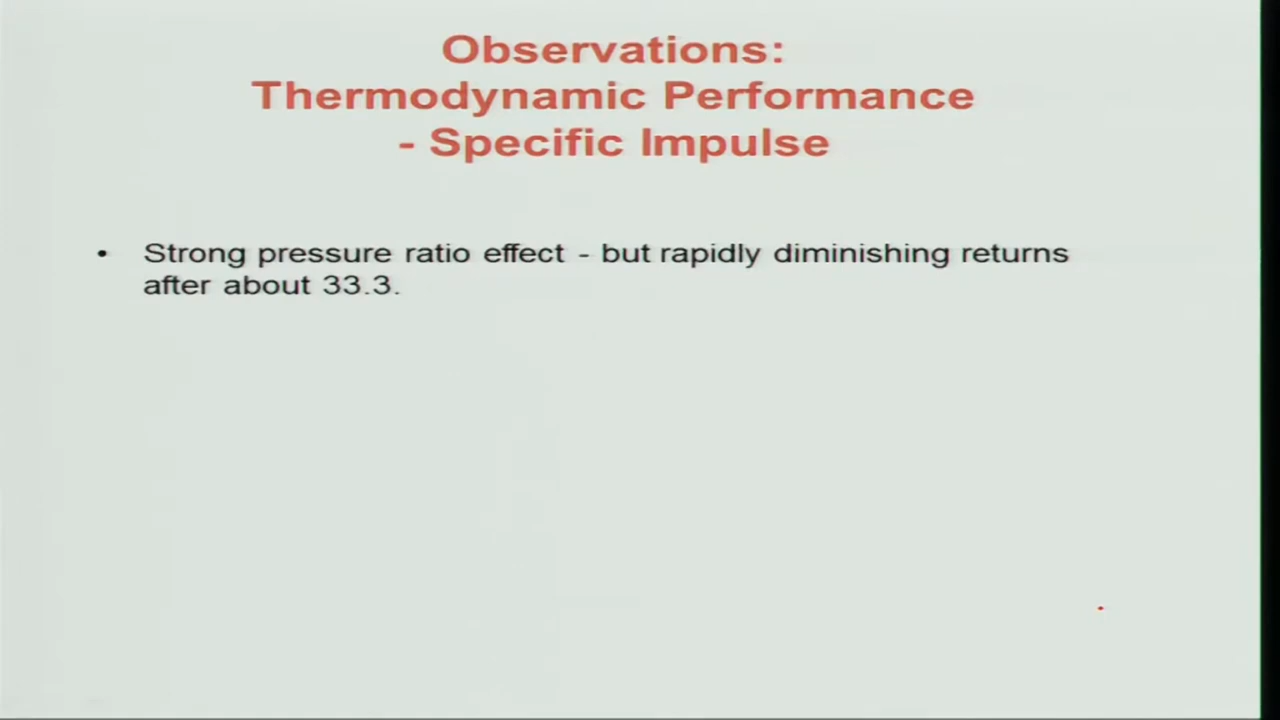 Observations:
Thermodynamic Performance
- Specific Impulse
• Strong pressure ratio effect - but rapidly diminishing returns
after about 33.3.